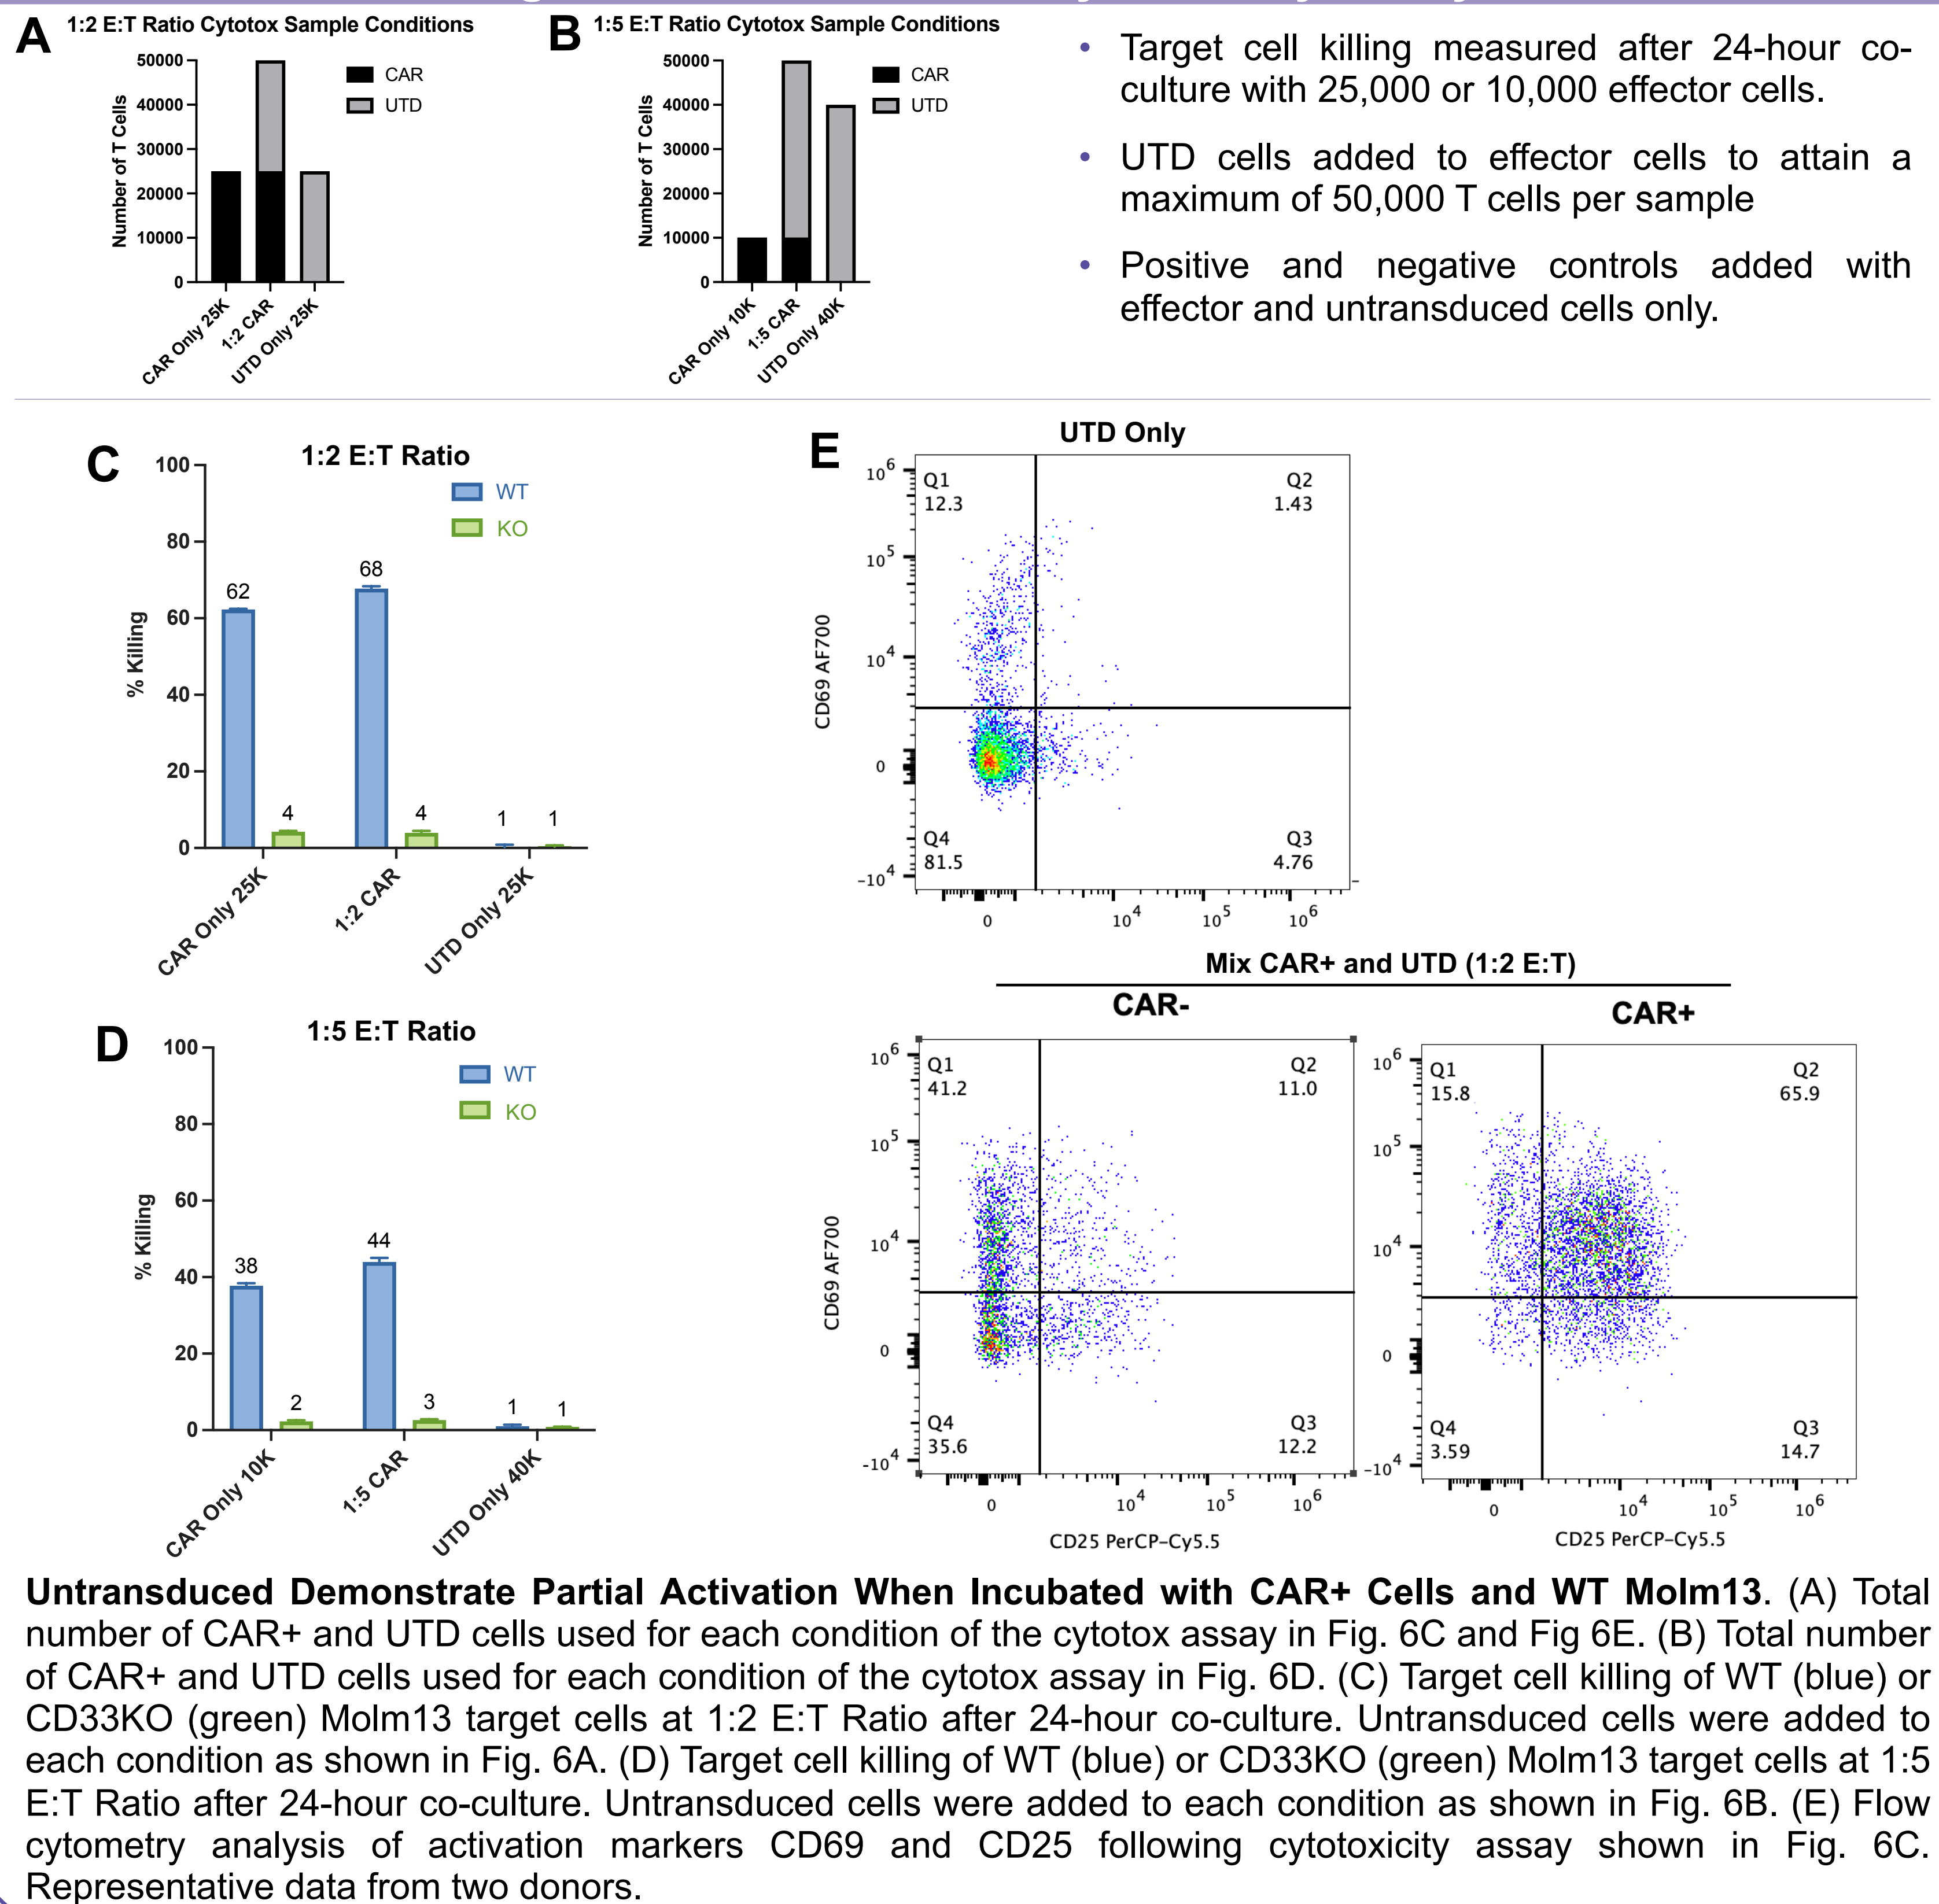 A
1:2 E:T Ratio Cytotox Sample Conditions
Number of T Cells
50000
40000
30000
20000
10000
0
CAR
UTD
CAR Only 25K
1:2 CAR
UTD Only 25K
B
1:5 E:T Ratio Cytotox Sample Conditions
Number of T Cells
50000
40000
30000
20000
10000
0
CAR
UTD
CAR Only 10K
1:5 CAR
UTD Only 40K
• Target cell killing measured after 24-hour co-
culture with 25,000 or 10,000 effector cells.
• UTD cells added to effector cells to attain a
maximum of 50,000 T cells per sample
• Positive and negative controls added with
effector and untransduced cells only.
C
1:2 E:T Ratio
% Killing
100
80
60
40
20
0
WT
KO
62
4
68
4
1
1
CAR Only 25K
1:2 CAR
UTD Only 25K
D
1:5 E:T Ratio
% Killing
100
80
60
40
20
0
WT
KO
38
2
44
3
1
1
CAR Only 10K
1:5 CAR
UTD Only 40K
E
UTD Only
CD69 AF700
10^6
10^5
10^4
0
-10^4
Q1
12.3
Q2
1.43
Q4
81.5
Q3
4.76
0
10^4
10^5
10^6
Mix CAR+ and UTD (1:2 E:T)
CAR-
CD69 AF700
10^6
10^5
10^4
0
-10^4
Q1
41.2
Q2
11.0
Q4
35.6
Q3
12.2
0
10^4
10^5
10^6
CD25 PerCP-Cy5.5
CAR+
10^6
10^5
10^4
0
-10^4
Q1
15.8
Q2
65.9
Q4
3.59
Q3
14.7
0
10^4
10^5
10^6
CD25 PerCP-Cy5.5
Untransduced Demonstrate Partial Activation When Incubated with CAR+ Cells and WT Molm13. (A) Total
number of CAR+ and UTD cells used for each condition of the cytotox assay in Fig. 6C and Fig 6E. (B) Total number
of CAR+ and UTD cells used for each condition of the cytotox assay in Fig. 6D. (C) Target cell killing of WT (blue) or
CD33KO (green) Molm13 target cells at 1:2 E:T Ratio after 24-hour co-culture. Untransduced cells were added to
each condition as shown in Fig. 6A. (D) Target cell killing of WT (blue) or CD33KO (green) Molm13 target cells at 1:5
E:T Ratio after 24-hour co-culture. Untransduced cells were added to each condition as shown in Fig. 6B. (E) Flow
cytometry analysis of activation markers CD69 and CD25 following cytotoxicity assay shown in Fig. 6C.
Representative data from two donors.